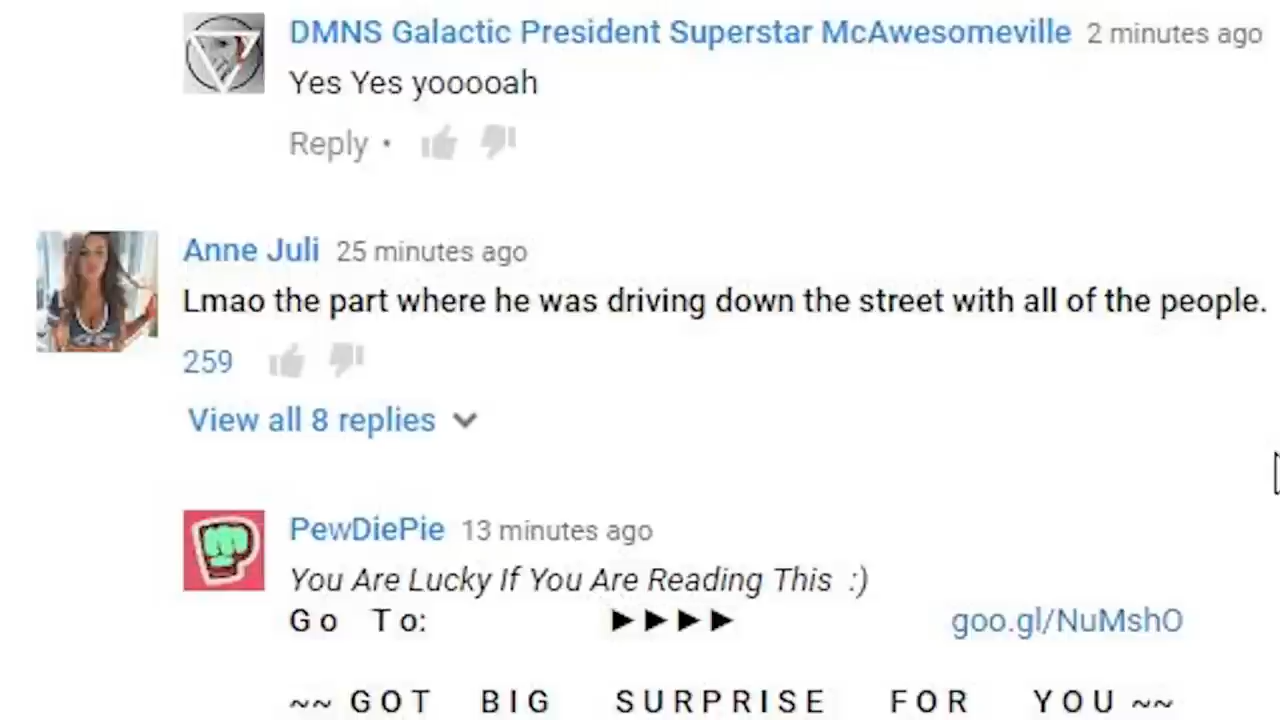 DMNS Galactic President Superstar McAwesomeville 2 minutes ago
Yes Yes yooooah
Reply •
Anne Juli 25 minutes ago
Lmao the part where he was driving down the street with all of the people.
259
View all 8 replies
PewDiePie 13 minutes ago
You Are Lucky If You Are Reading This :)
Go To: ►►►► goo.gl/NuMshO
~~ GOT BIG SURPRISE FOR YOU ~~